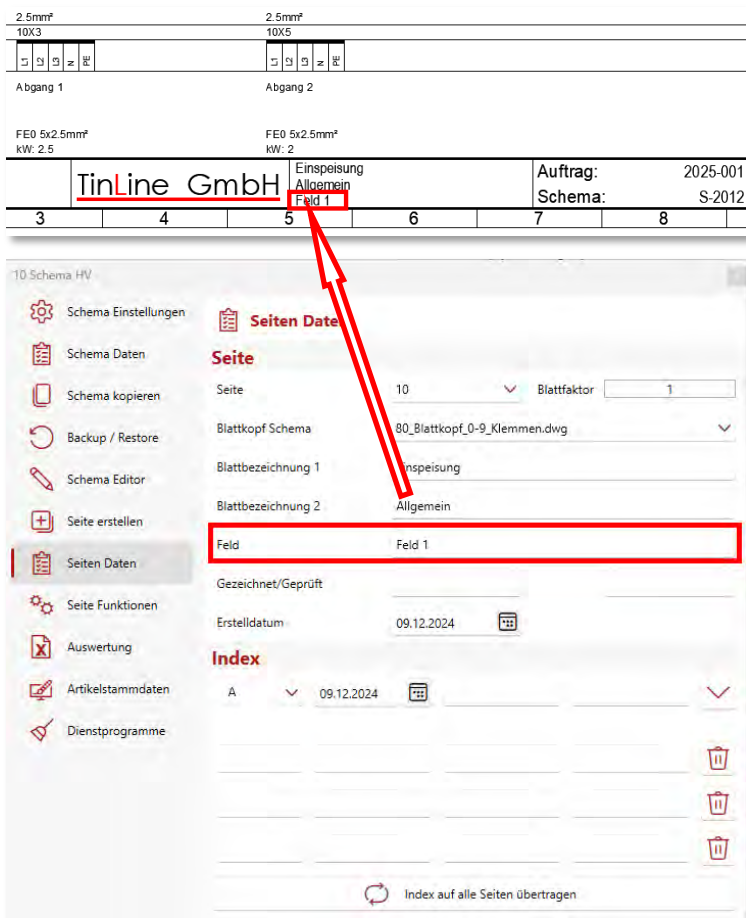 2.5mm² 2.5mm²
10X3 10X5
L1 L2 L3 N PE L1 L2 L3 N PE
Abgang 1 Abgang 2
FE0 5x2.5mm² FE0 5x2.5mm²
kW: 2.5 kW: 2
TinLine GmbH
Einspeisung
Allgemein
Feld 1
Auftrag: 2025-001
Schema: S-2012
3 4 5 6 7 8
10 Schema HV
Schema Einstellungen
Schema Daten
Schema kopieren
Backup / Restore
Schema Editor
Seite erstellen
Seiten Daten
Seite Funktionen
Auswertung
Artikelstammdaten
Dienstprogramme
Seiten Daten
Seite
Seite 10 Blattfaktor 1
Blattkopf Schema 80_Blattkopf_0-9_Klemmen.dwg
Blattbezeichnung 1 Einspeisung
Blattbezeichnung 2 Allgemein
Feld Feld 1
Gezeichnet/Geprüft
Erstelldatum 09.12.2024
Index
A 09.12.2024
Index auf alle Seiten übertragen